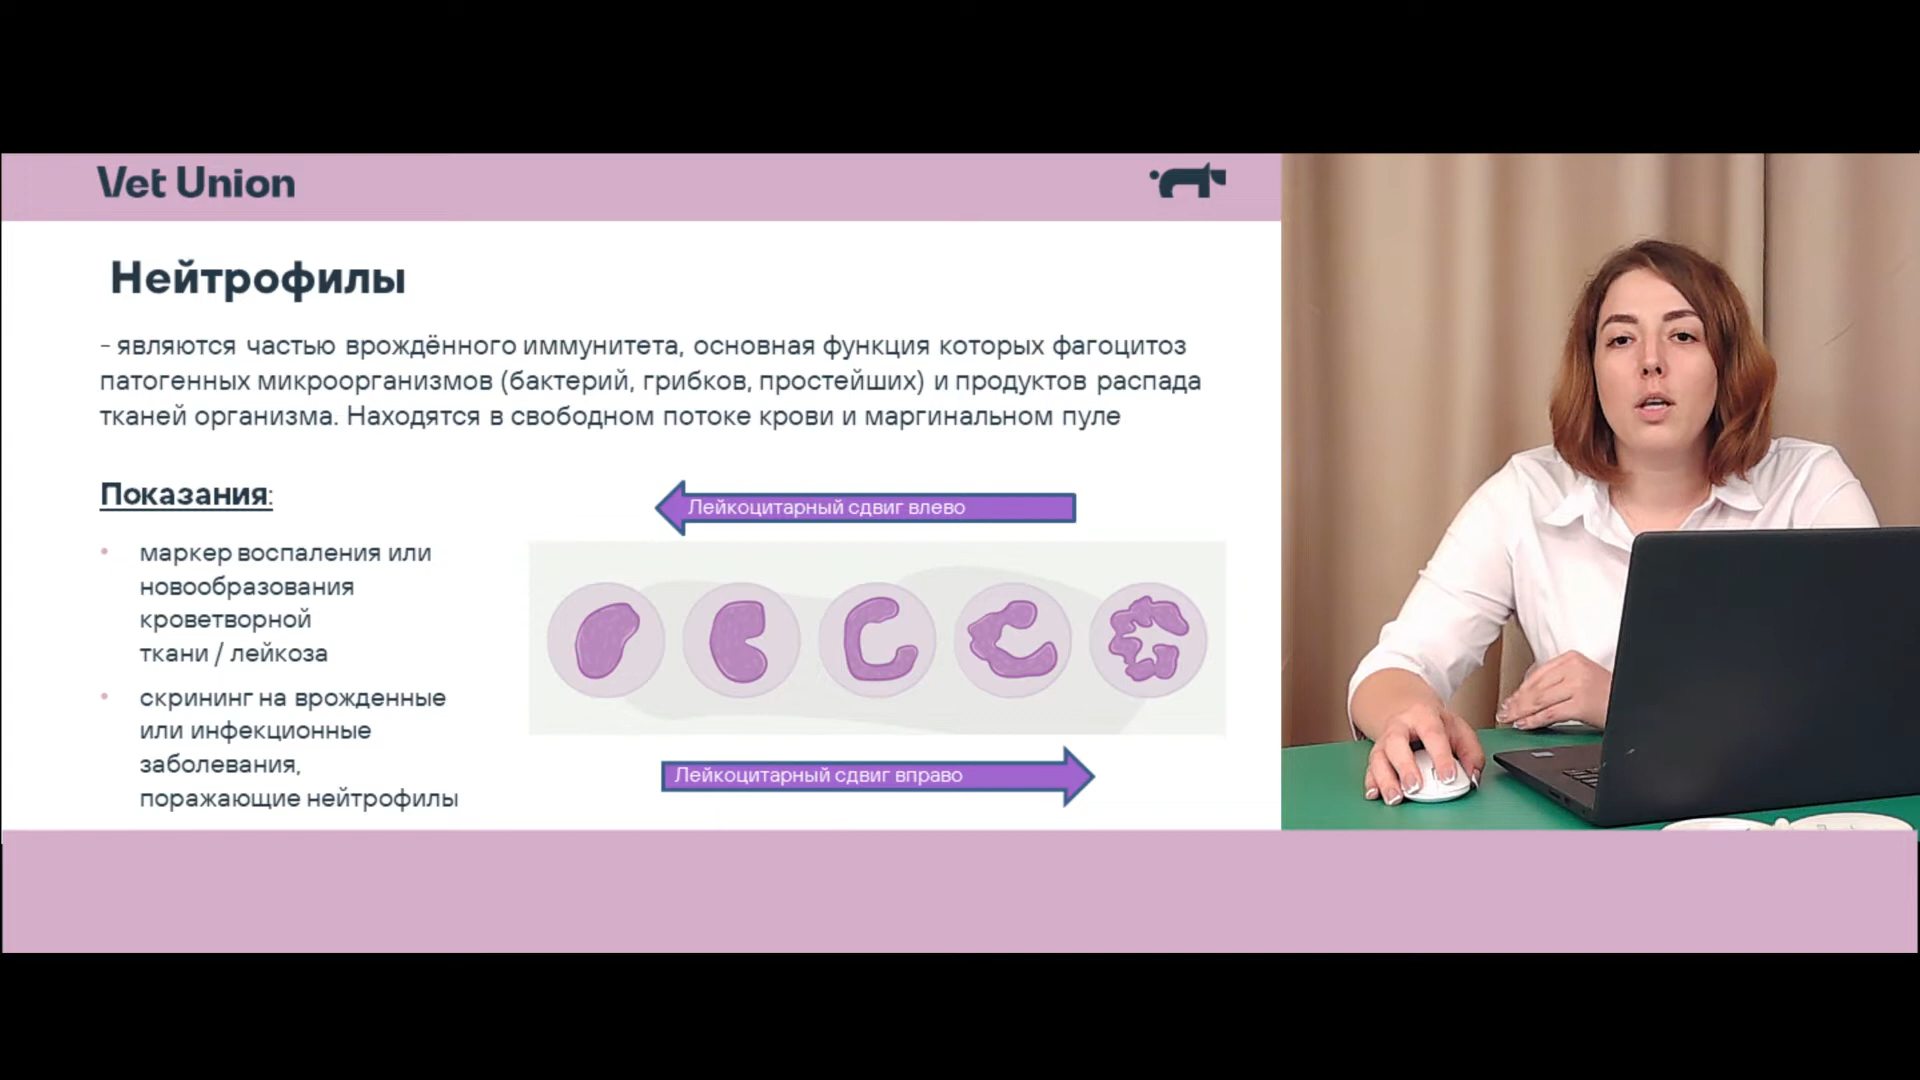 Vet Union
Нейтрофилы
- являются частью врождённого иммунитета, основная функция которых фагоцитоз
патогенных микроорганизмов (бактерий, грибков, простейших) и продуктов распада
тканей организма. Находятся в свободном потоке крови и маргинальном пуле
Показания:
• маркер воспаления или
новообразования
кроветворной
ткани / лейкоза
• скрининг на врожденные
или инфекционные
заболевания,
поражающие нейтрофилы
Лейкоцитарный сдвиг влево
Лейкоцитарный сдвиг вправо